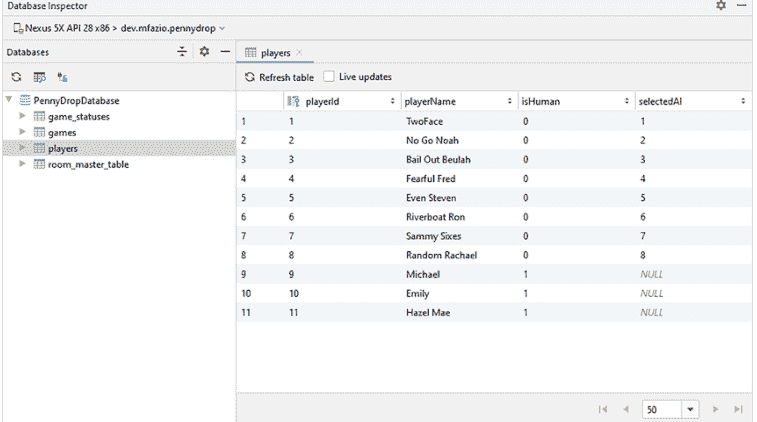 Database Inspector
Nexus 5X API 28 x86 > dev.mfazio.pennydrop
Databases
players
Refresh table
Live updates
PennyDropDatabase
game_statuses
games
players
room_master_table
playerId playerName isHuman selectedAI
1 1 TwoFace 0 1
2 2 No Go Noah 0 2
3 3 Bail Out Beulah 0 3
4 4 Fearful Fred 0 4
5 5 Even Steven 0 5
6 6 Riverboat Ron 0 6
7 7 Sammy Sixes 0 7
8 8 Random Rachael 0 8
9 9 Michael 1 NULL
10 10 Emily 1 NULL
11 11 Hazel Mae 1 NULL
50